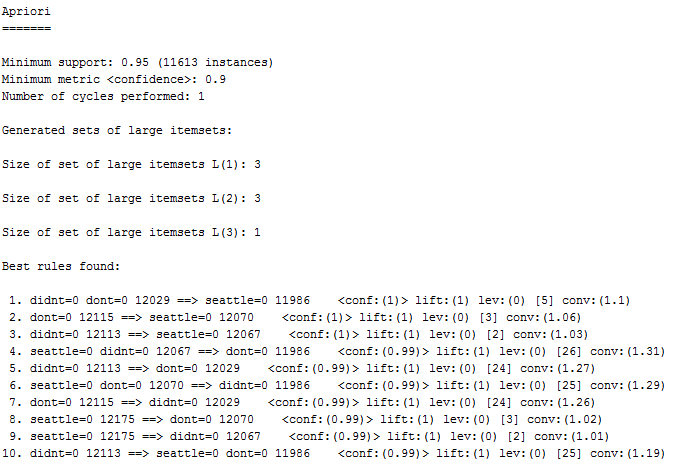 Apriori
=======
Minimum support: 0.95 (11613 instances)
Minimum metric <confidence>: 0.9
Number of cycles performed: 1
Generated sets of large itemsets:
Size of set of large itemsets L(1): 3
Size of set of large itemsets L(2): 3
Size of set of large itemsets L(3): 1
Best rules found:
1. didnt=0 dont=0 12029 ==> seattle=0 11986 <conf:(1)> lift:(1) lev:(0) [5] conv:(1.1)
2. dont=0 12115 ==> seattle=0 12070 <conf:(1)> lift:(1) lev:(0) [3] conv:(1.06)
3. didnt=0 12113 ==> seattle=0 12067 <conf:(1)> lift:(1) lev:(0) [2] conv:(1.03)
4. seattle=0 didnt=0 12067 ==> dont=0 11986 <conf:(0.99)> lift:(1) lev:(0) [26] conv:(1.31)
5. didnt=0 12113 ==> dont=0 12029 <conf:(0.99)> lift:(1) lev:(0) [24] conv:(1.27)
6. seattle=0 dont=0 12070 ==> didnt=0 11986 <conf:(0.99)> lift:(1) lev:(0) [25] conv:(1.29)
7. dont=0 12115 ==> didnt=0 12029 <conf:(0.99)> lift:(1) lev:(0) [24] conv:(1.26)
8. seattle=0 12175 ==> dont=0 12070 <conf:(0.99)> lift:(1) lev:(0) [3] conv:(1.02)
9. seattle=0 12175 ==> didnt=0 12067 <conf:(0.99)> lift:(1) lev:(0) [2] conv:(1.01)
10. didnt=0 12113 ==> seattle=0 dont=0 11986 <conf:(0.99)> lift:(1) lev:(0) [25] conv:(1.19)